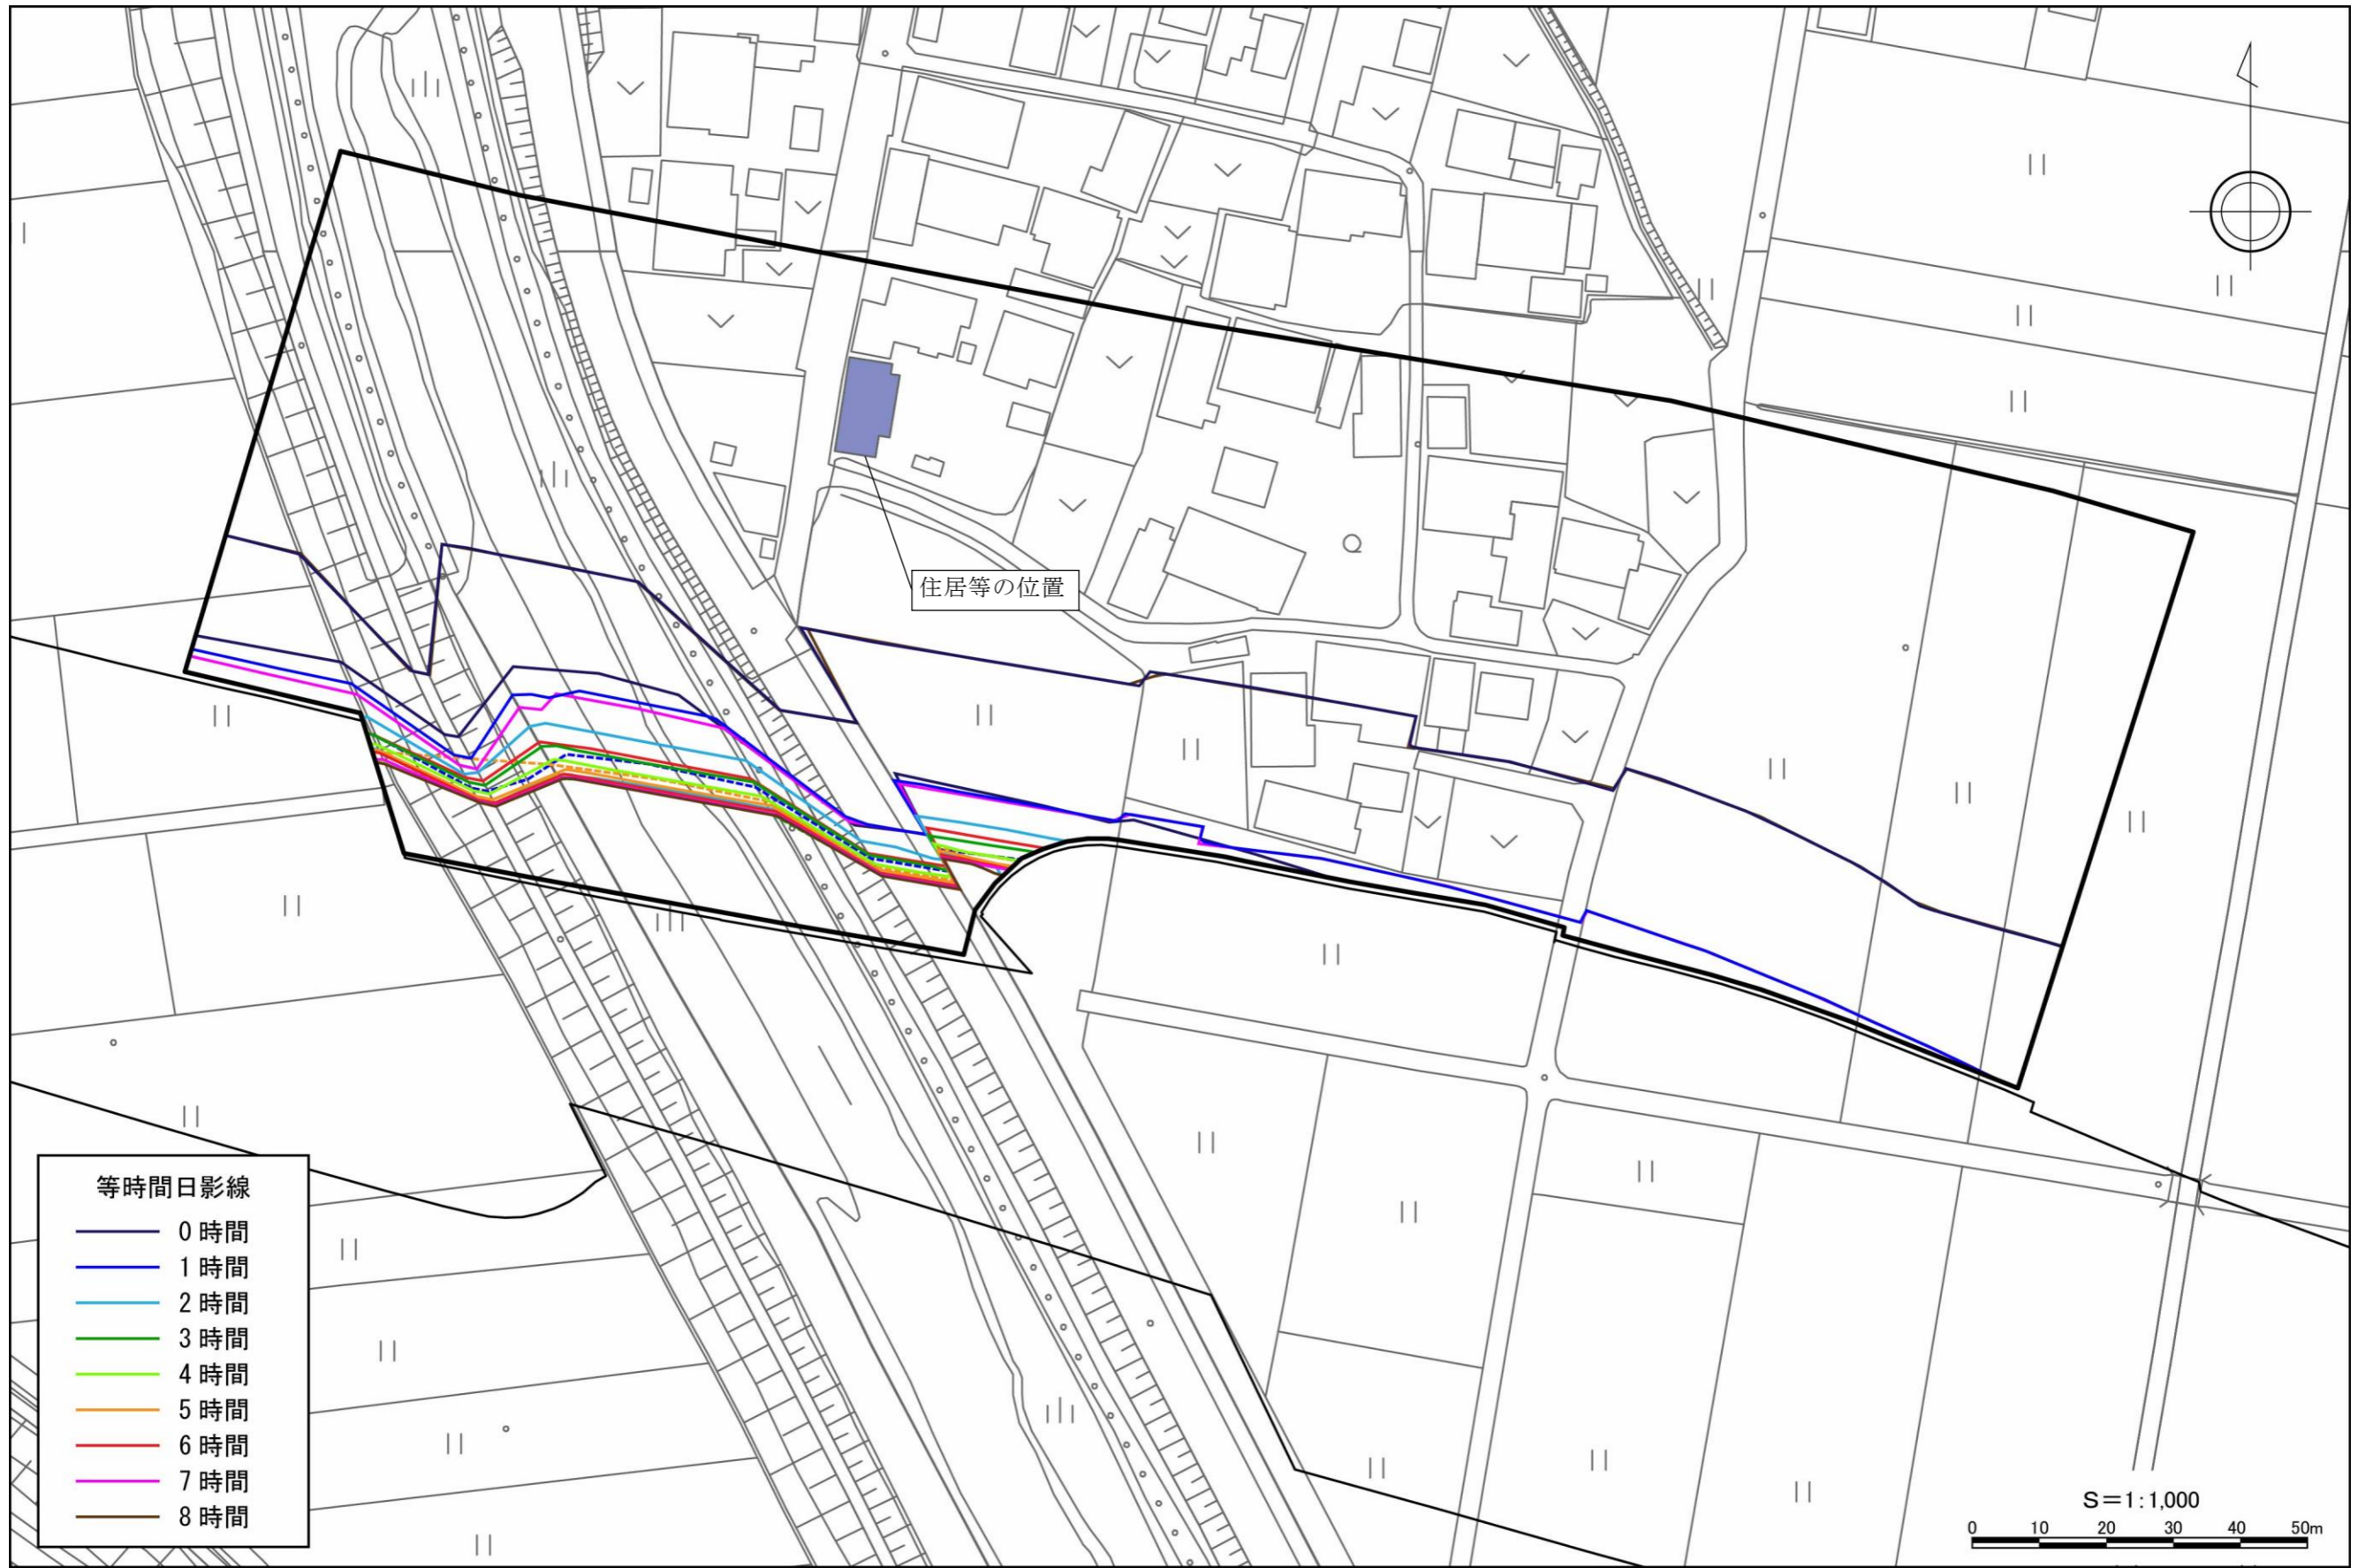 住居等の位置
等時間日影線
0 時間
1 時間
2 時間
3 時間
4 時間
5 時間
6 時間
7 時間
8 時間
S=1:1,000
0 10 20 30 40 50m